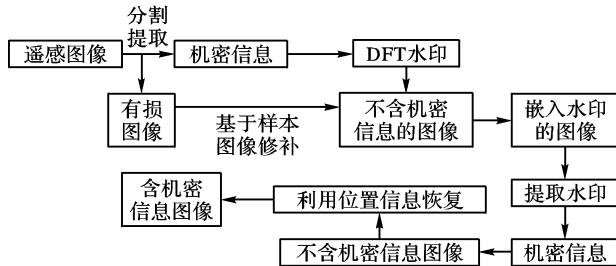 分割
提取
遥感图像
机密信息
DFT水印
有损
图像
基于样本
图像修补
不含机密
信息的图像
嵌入水印
的图像
含机密
信息图像
利用位置信息恢复
提取水印
不含机密信息图像
机密信息